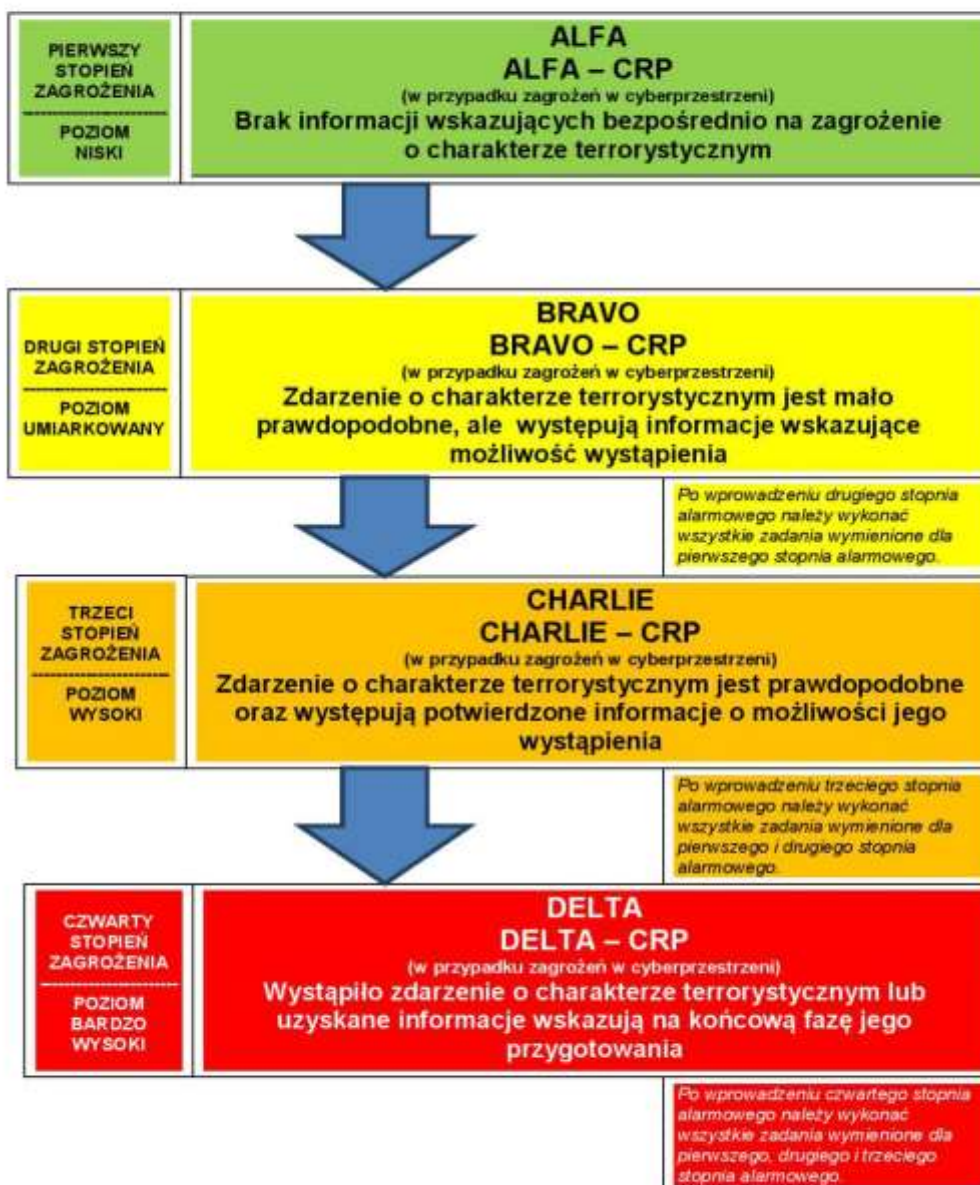 PIERWSZY
STOPIEŃ
ZAGROŻENIA
----------------------
POZIOM
NISKI
ALFA
ALFA – CRP
(w przypadku zagrożeń w cyberprzestrzeni)
Brak informacji wskazujących bezpośrednio na zagrożenie
o charakterze terrorystycznym
DRUGI STOPIEŃ
ZAGROŻENIA
----------------------
POZIOM
UMIARKOWANY
BRAVO
BRAVO – CRP
(w przypadku zagrożeń w cyberprzestrzeni)
Zdarzenie o charakterze terrorystycznym jest mało
prawdopodobne, ale występują informacje wskazujące
możliwość wystąpienia
Po wprowadzeniu drugiego stopnia
alarmowego należy wykonać
wszystkie zadania wymienione dla
pierwszego stopnia alarmowego.
TRZECI
STOPIEŃ
ZAGROŻENIA
----------------------
POZIOM
WYSOKI
CHARLIE
CHARLIE – CRP
(w przypadku zagrożeń w cyberprzestrzeni)
Zdarzenie o charakterze terrorystycznym jest prawdopodobne
oraz występują potwierdzone informacje o możliwości jego
wystąpienia
Po wprowadzeniu trzeciego stopnia
alarmowego należy wykonać
wszystkie zadania wymienione dla
pierwszego i drugiego stopnia
alarmowego.
CZWARTY
STOPIEŃ
ZAGROŻENIA
----------------------
POZIOM
BARDZO
WYSOKI
DELTA
DELTA – CRP
(w przypadku zagrożeń w cyberprzestrzeni)
Wystąpiło zdarzenie o charakterze terrorystycznym lub
uzyskane informacje wskazują na końcową fazę jego
przygotowania
Po wprowadzeniu czwartego stopnia
alarmowego należy wykonać
wszystkie zadania wymienione dla
pierwszego, drugiego i trzeciego
stopnia alarmowego.